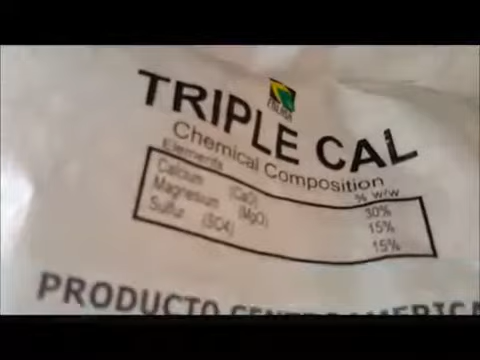 TRIPLE CAL
Chemical Composition
Elements % w/w
Calcium (CaO) 30%
Magnesium (MgO) 15%
Sulfur (SO4) 15%
PRODUCTO CENTROAMERICA